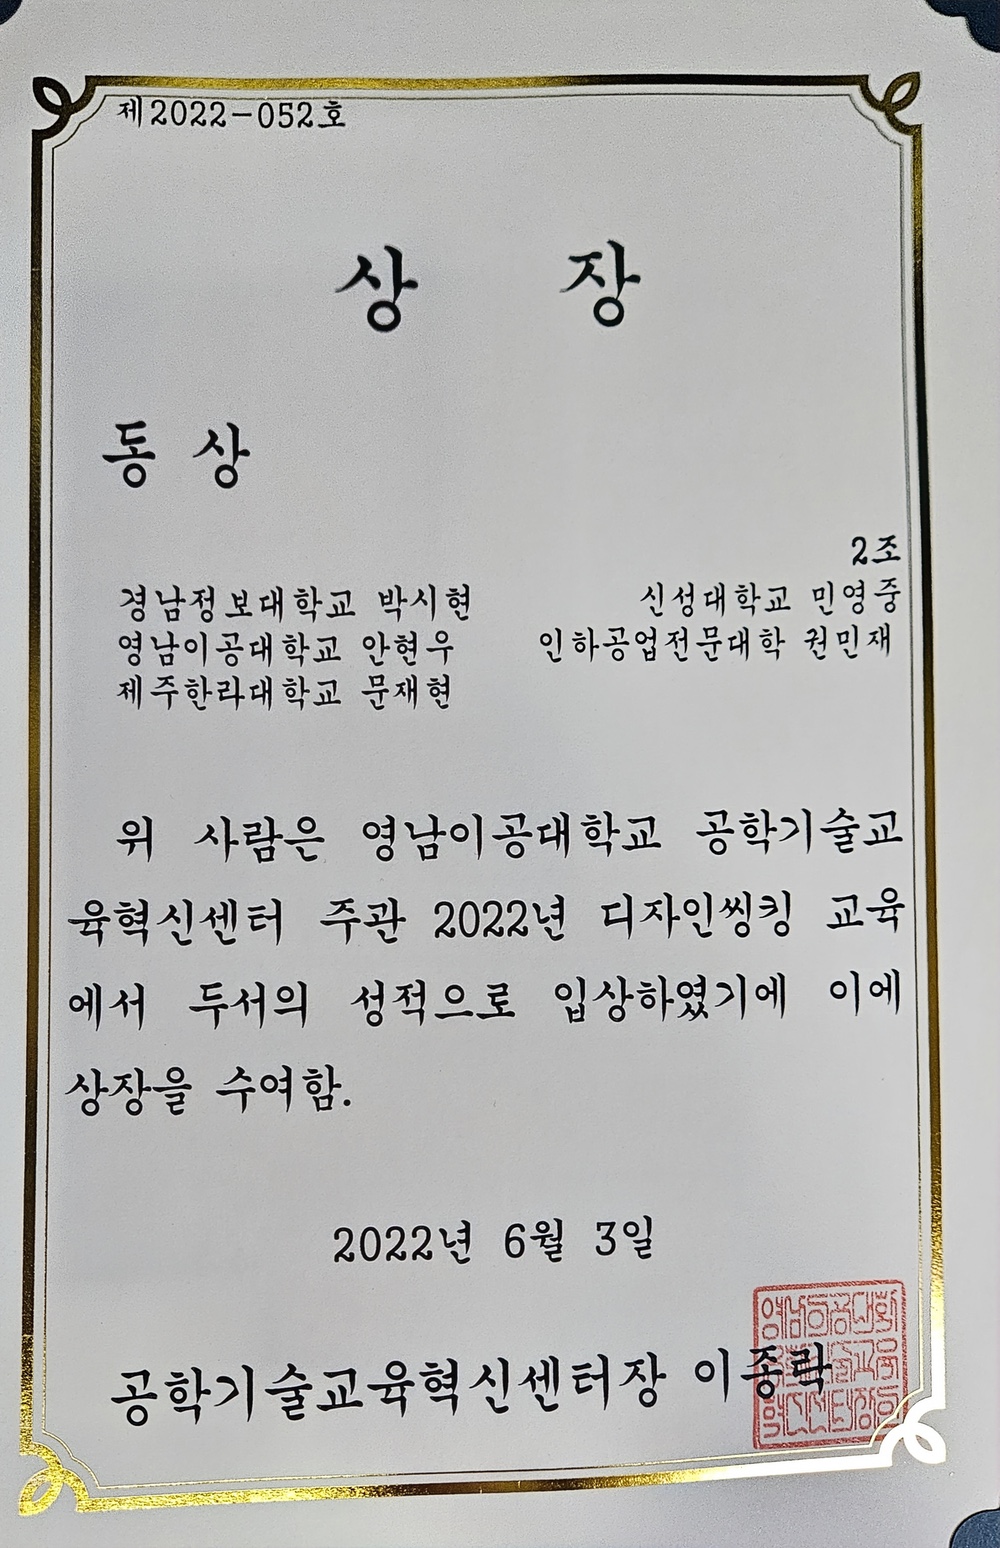 제2022-052호
상 장
동 상
2조
경남정보대학교 박시현 신성대학교 민영중
영남이공대학교 안현우 인하공업전문대학 권민재
제주한라대학교 문재현
위 사람은 영남이공대학교 공학기술교
육혁신센터 주관 2022년 디자인씽킹 교육
에서 두서의 성적으로 입상하였기에 이에
상장을 수여함.
2022년 6월 3일
공학기술교육혁신센터장 이종락